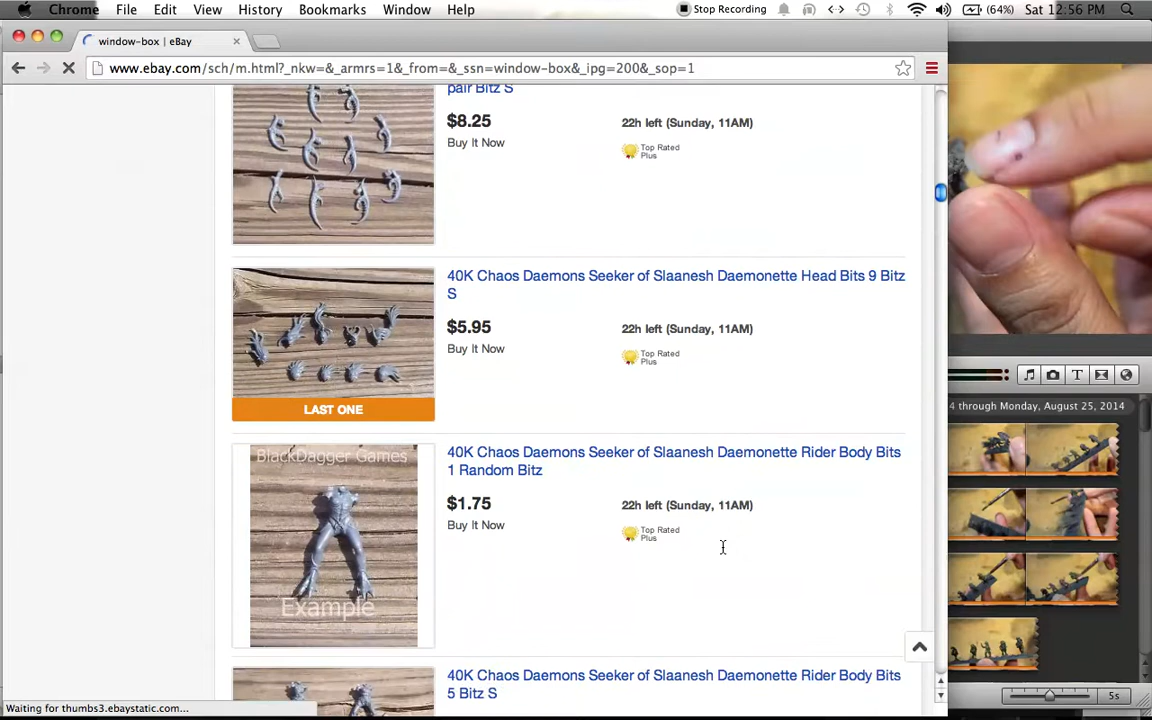 Chrome File Edit View History Bookmarks Window Help Stop Recording (64%) Sat 12:56 PM
window-box | eBay
www.ebay.com/sch/m.html?_nkw=&_armrs=1&_from=&_ssn=window-box&_ipg=200&_sop=1
pair Bitz S
$8.25 22h left (Sunday, 11AM)
Buy It Now Top Rated
Plus
40K Chaos Daemons Seeker of Slaanesh Daemonette Head Bits 9 Bitz
S
$5.95 22h left (Sunday, 11AM)
Buy It Now Top Rated
Plus
LAST ONE
4 through Monday, August 25, 2014
40K Chaos Daemons Seeker of Slaanesh Daemonette Rider Body Bits
1 Random Bitz
BlackDagger Games
$1.75 22h left (Sunday, 11AM)
Buy It Now Top Rated
Plus
Example
40K Chaos Daemons Seeker of Slaanesh Daemonette Rider Body Bits
5 Bitz S
5s
Waiting for thumbs3.ebaystatic.com...